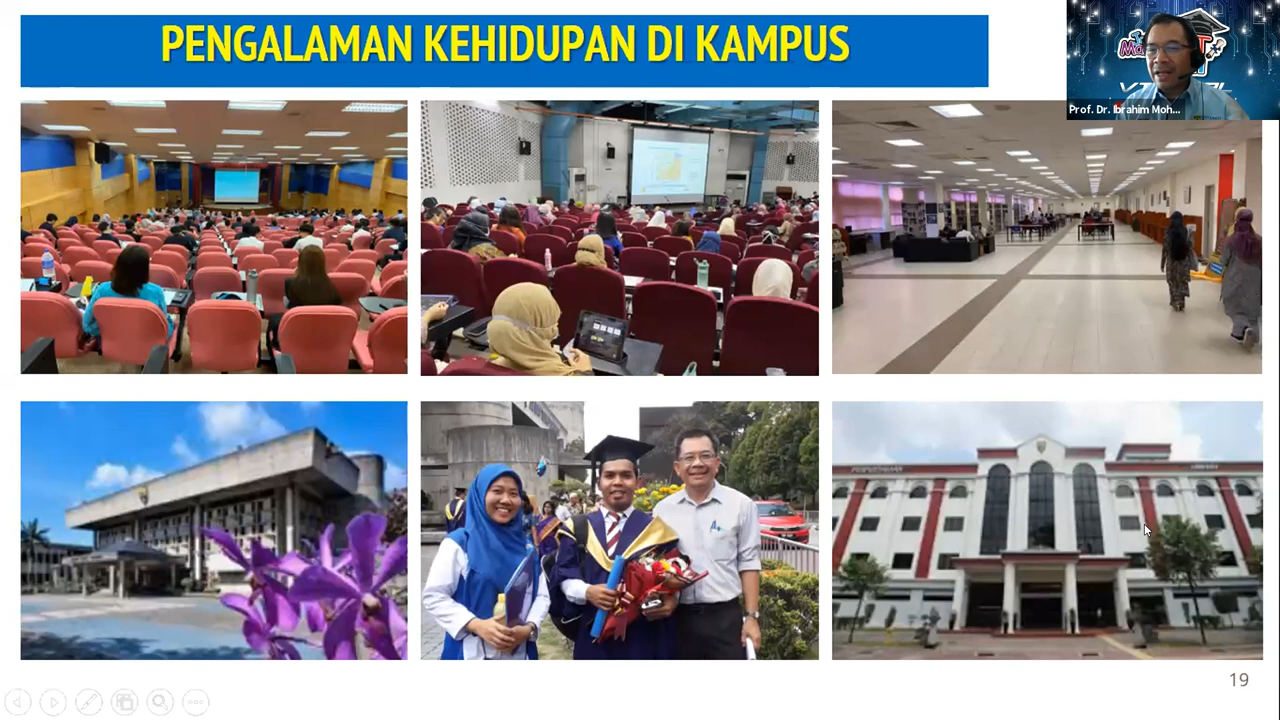 PENGALAMAN KEHIDUPAN DI KAMPUS
Prof. Dr. Ibrahim Moh...
PERPUSTAKAAN
19